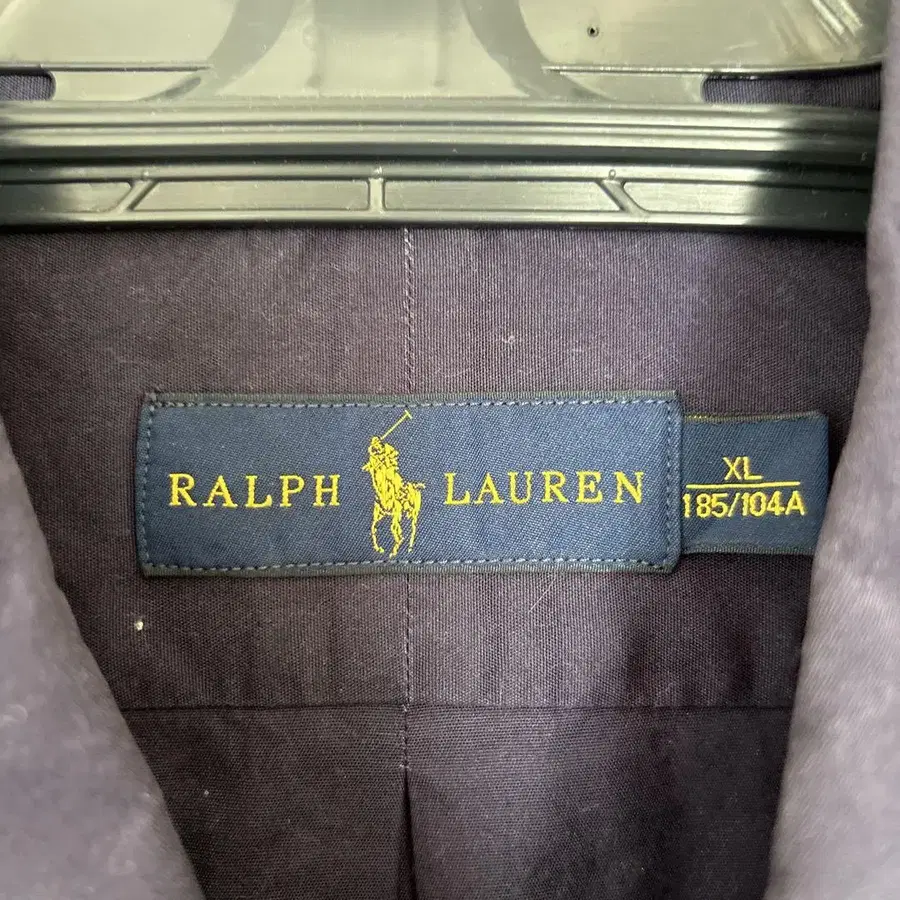 RALPH LAUREN
XL
185/104A